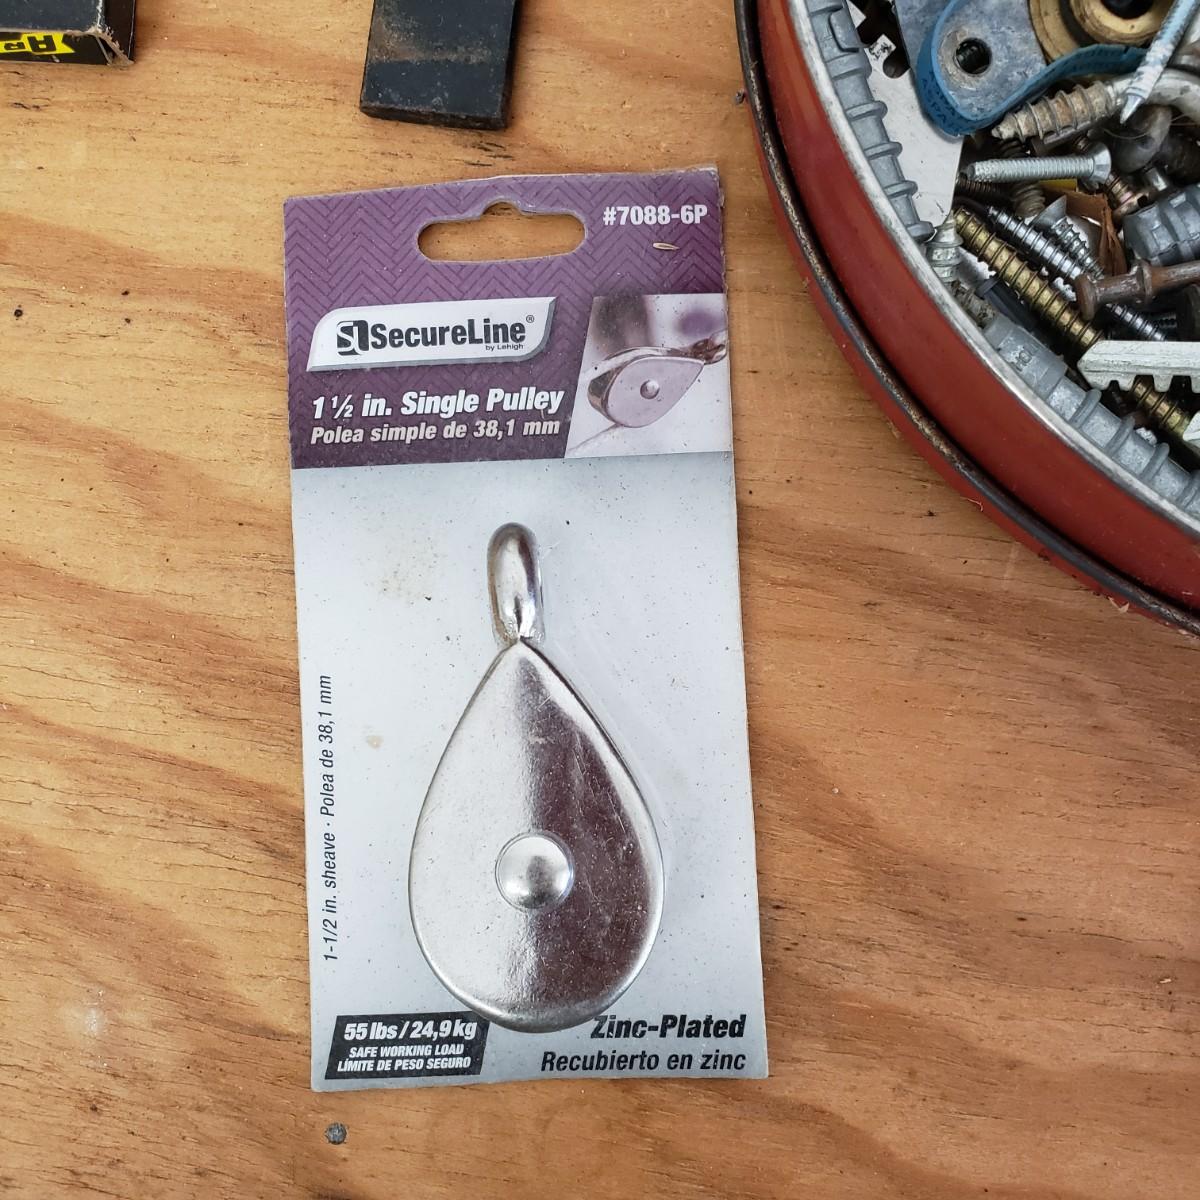 #7088-6P
SecureLine®
by Lehigh
1 ½ in. Single Pulley
Polea simple de 38,1 mm
1-1/2 in. sheave · Polea de 38,1 mm
55 lbs / 24,9 kg
SAFE WORKING LOAD
LÍMITE DE PESO SEGURO
Zinc-Plated
Recubierto en zinc